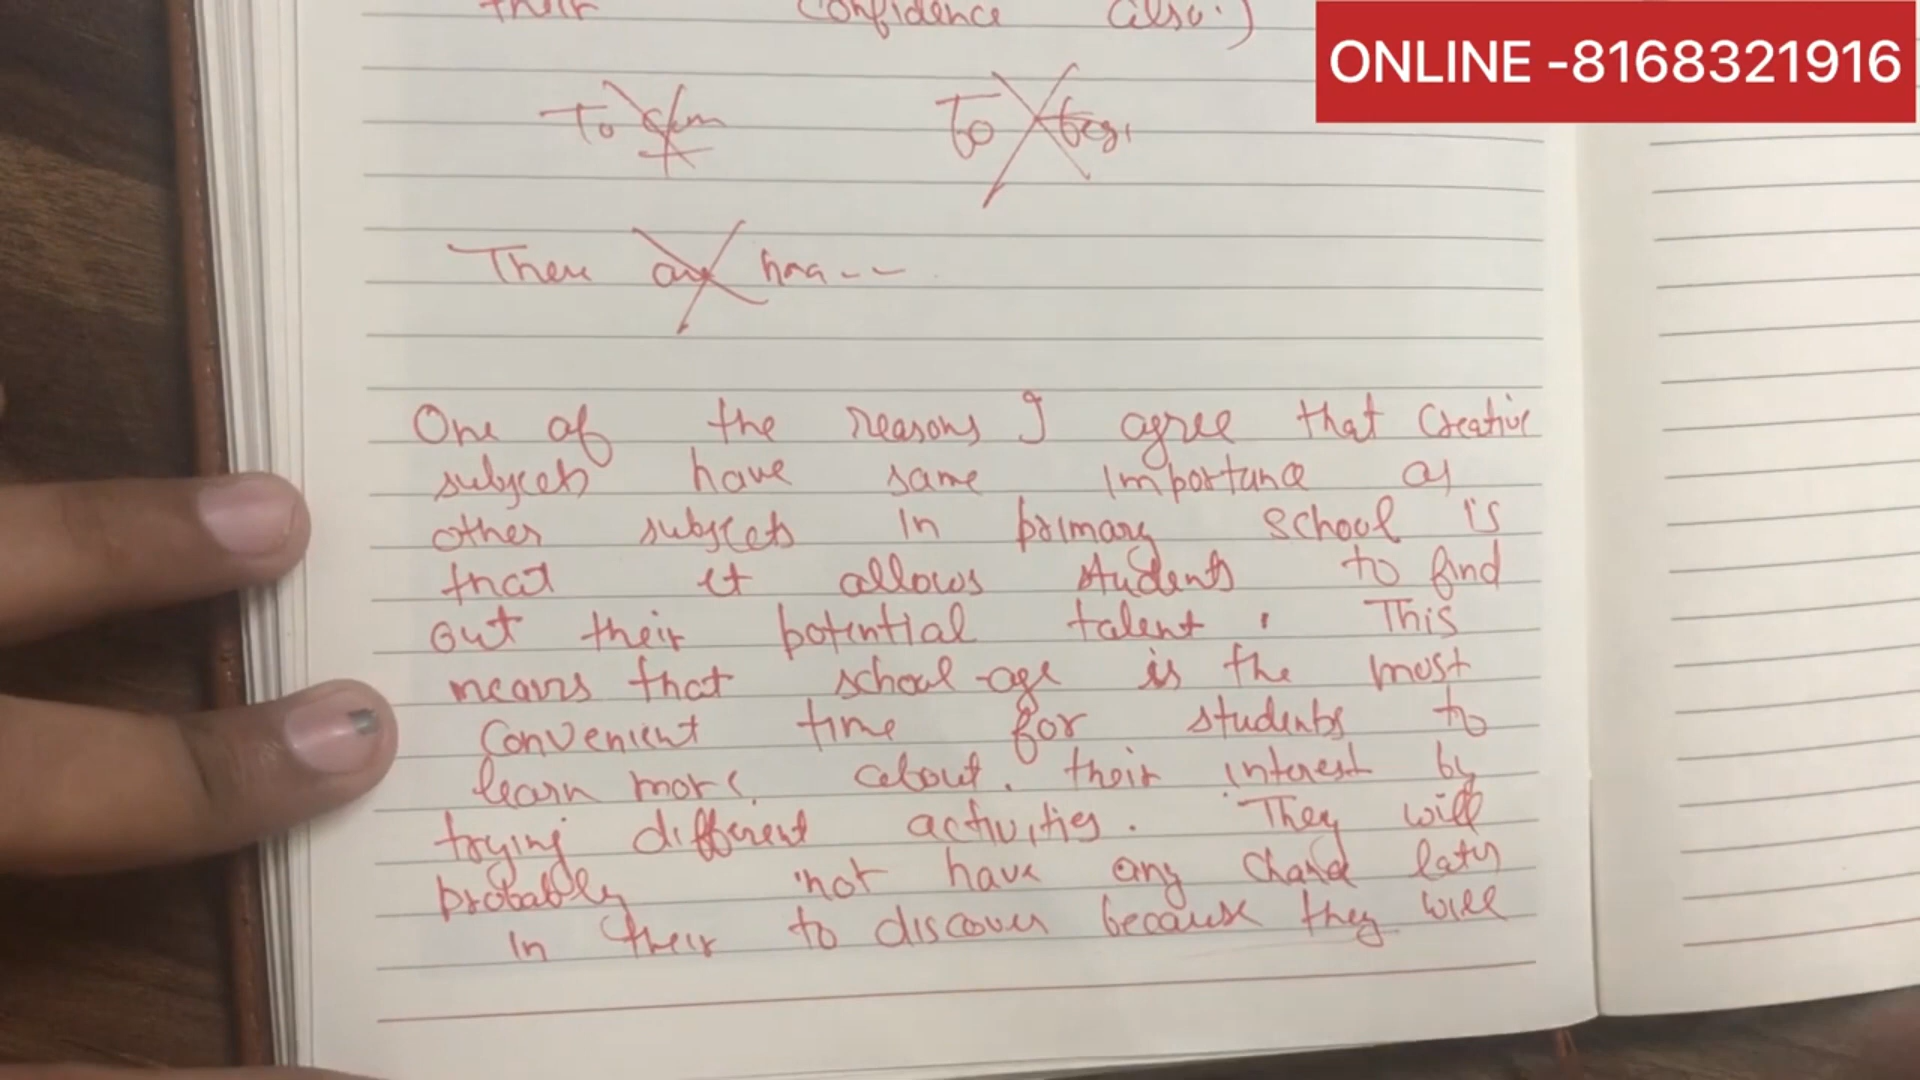 their confidence also.)
ONLINE -8168321916
To
To
There are
One of the reasons I agree that creative
subjects have same importance as
other subjects in primary school is
that it allows students to find
out their potential talent. This
means that school-age is the most
convenient time for students to
learn more about their interest by
trying different activities. They will
probably not have any chance later
in their to discover because they will